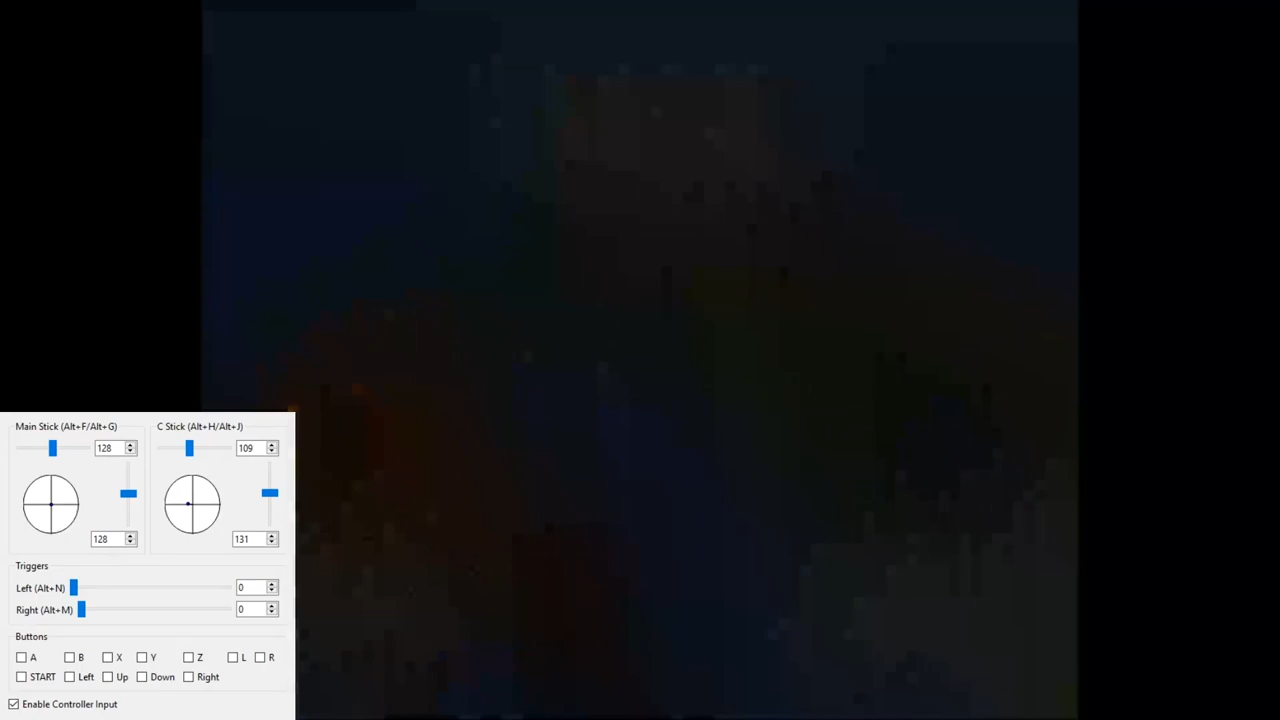 Main Stick (Alt+F/Alt+G)
C Stick (Alt+H/Alt+J)
128
109
128
131
Triggers
Left (Alt+N)
0
Right (Alt+M)
0
Buttons
A B X Y Z L R
START Left Up Down Right
Enable Controller Input